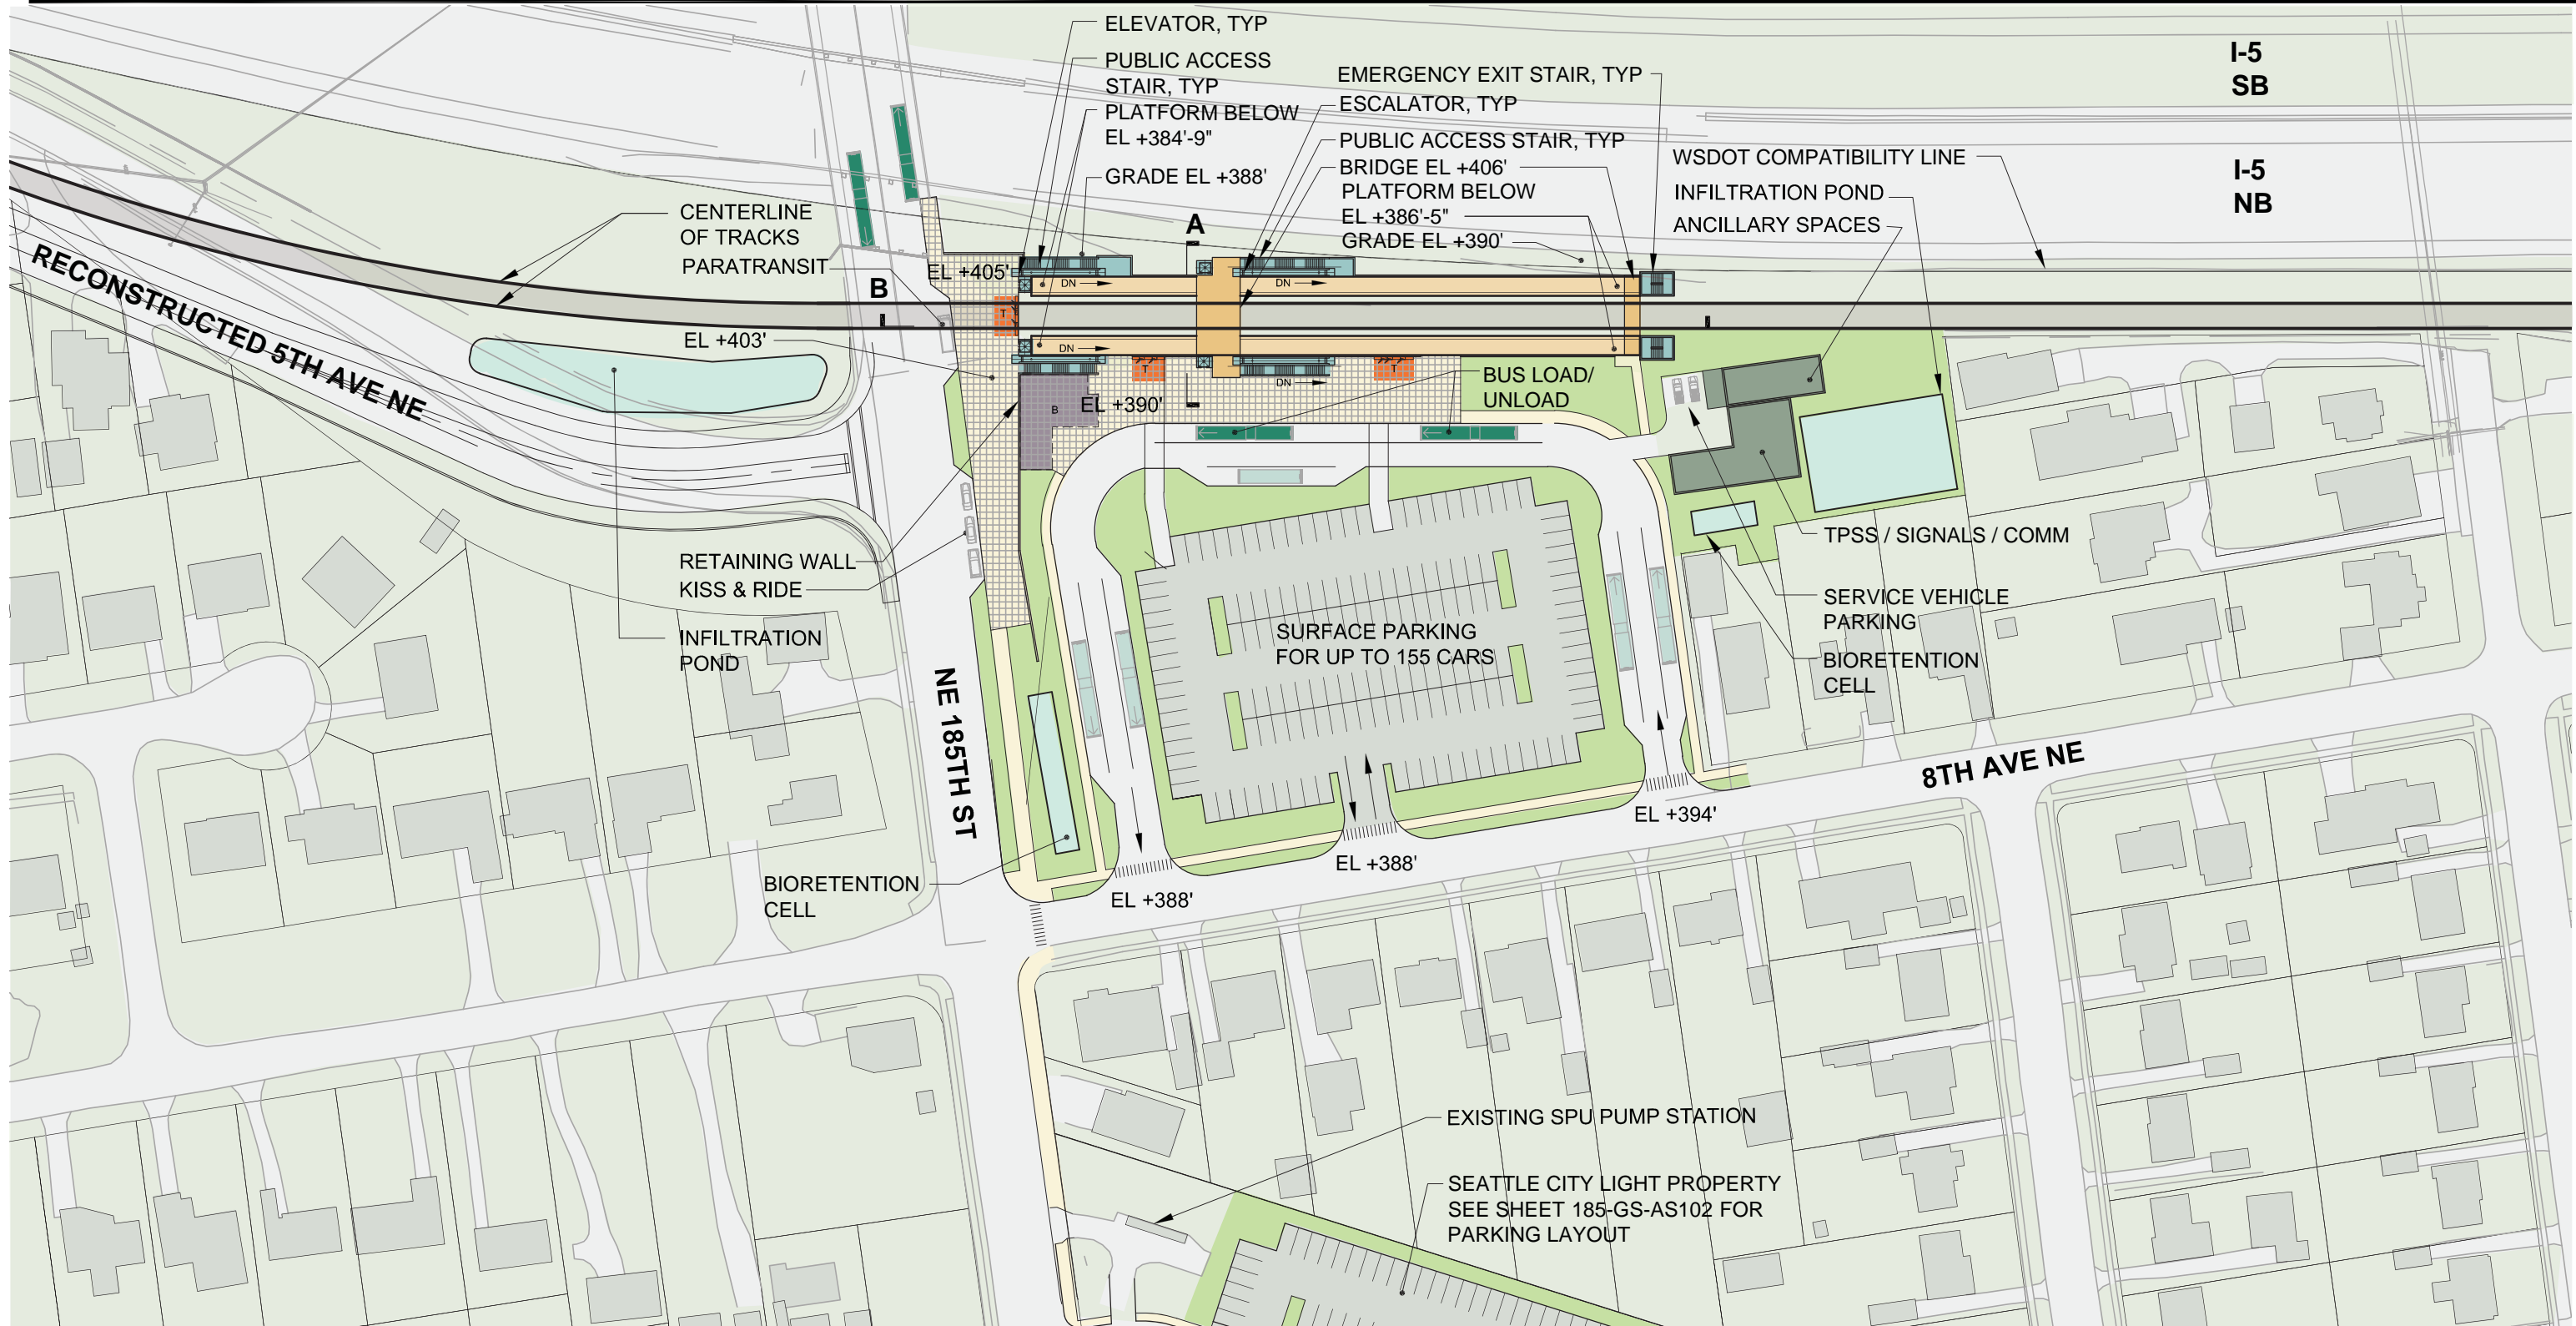 ELEVATOR, TYP
PUBLIC ACCESS
STAIR, TYP
PLATFORM BELOW
EL +384'-9"
GRADE EL +388'
EMERGENCY EXIT STAIR, TYP
ESCALATOR, TYP
PUBLIC ACCESS STAIR, TYP
BRIDGE EL +406'
PLATFORM BELOW
EL +386'-5"
GRADE EL +390'
WSDOT COMPATIBILITY LINE
INFILTRATION POND
ANCILLARY SPACES
I-5
SB
I-5
NB
CENTERLINE
OF TRACKS
PARATRANSIT
A
B
EL +405'
DN
DN
T
EL +403'
DN
T
T
DN
B
EL +390'
BUS LOAD/
UNLOAD
RECONSTRUCTED 5TH AVE NE
RETAINING WALL
KISS & RIDE
INFILTRATION
POND
TPSS / SIGNALS / COMM
SERVICE VEHICLE
PARKING
BIORETENTION
CELL
SURFACE PARKING
FOR UP TO 155 CARS
NE 185TH ST
8TH AVE NE
EL +394'
EL +388'
EL +388'
BIORETENTION
CELL
EXISTING SPU PUMP STATION
SEATTLE CITY LIGHT PROPERTY
SEE SHEET 185-GS-AS102 FOR
PARKING LAYOUT